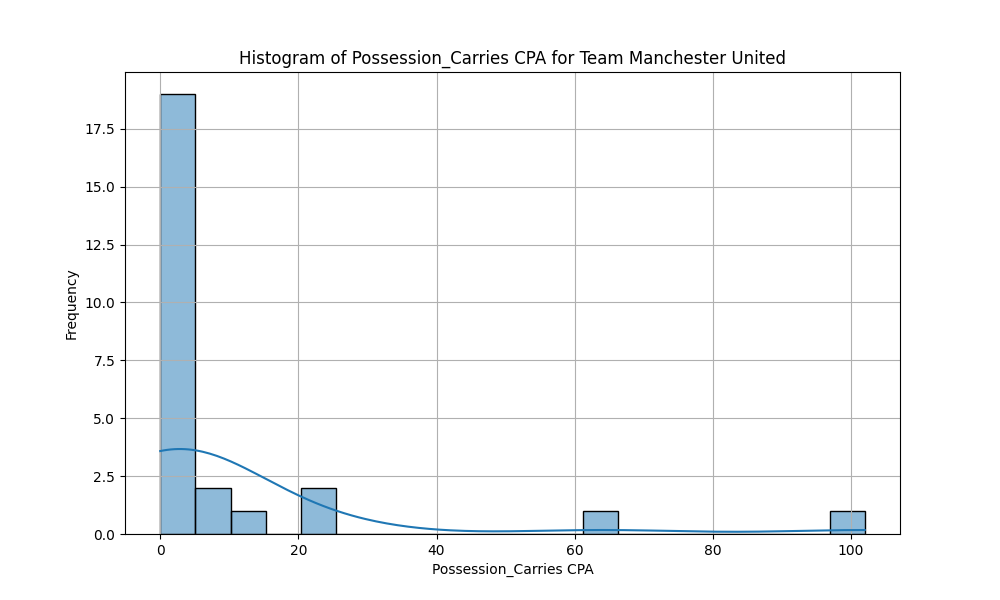 Histogram of Possession_Carries CPA for Team Manchester United
17.5
15.0
12.5
10.0
7.5
5.0
2.5
0.0
Frequency
0 20 40 60 80 100
Possession_Carries CPA